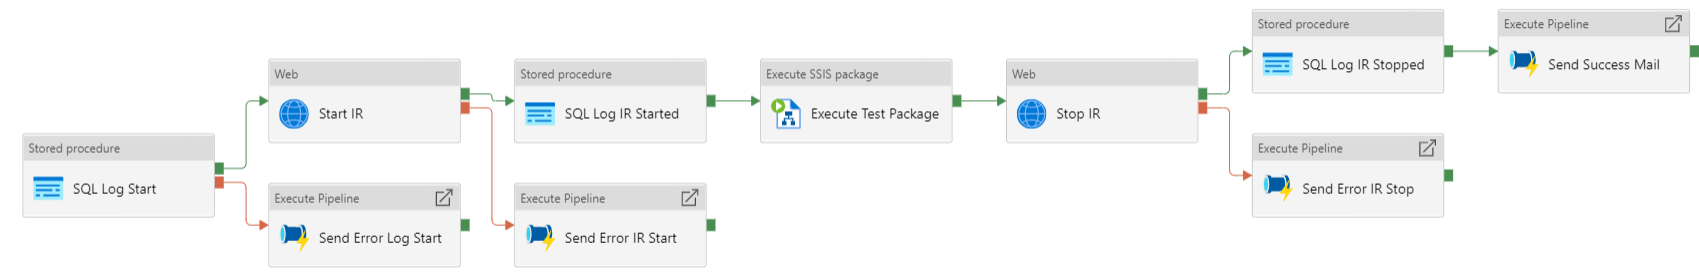 Stored procedure
SQL Log Start
Web
Start IR
Execute Pipeline
Send Error Log Start
Stored procedure
SQL Log IR Started
Execute Pipeline
Send Error IR Start
Execute SSIS package
Execute Test Package
Web
Stop IR
Stored procedure
SQL Log IR Stopped
Execute Pipeline
Send Error IR Stop
Execute Pipeline
Send Success Mail